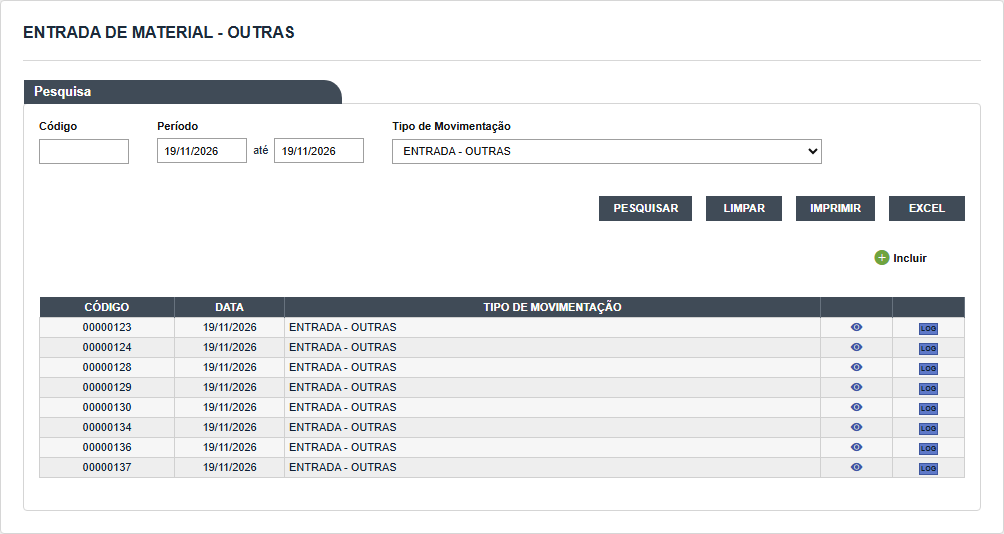 ENTRADA DE MATERIAL - OUTRAS
Pesquisa
Código Período Tipo de Movimentação
19/11/2026 até 19/11/2026 ENTRADA - OUTRAS
PESQUISAR LIMPAR IMPRIMIR EXCEL
Incluir
CÓDIGO DATA TIPO DE MOVIMENTAÇÃO
00000123 19/11/2026 ENTRADA - OUTRAS LOG
00000124 19/11/2026 ENTRADA - OUTRAS LOG
00000128 19/11/2026 ENTRADA - OUTRAS LOG
00000129 19/11/2026 ENTRADA - OUTRAS LOG
00000130 19/11/2026 ENTRADA - OUTRAS LOG
00000134 19/11/2026 ENTRADA - OUTRAS LOG
00000136 19/11/2026 ENTRADA - OUTRAS LOG
00000137 19/11/2026 ENTRADA - OUTRAS LOG